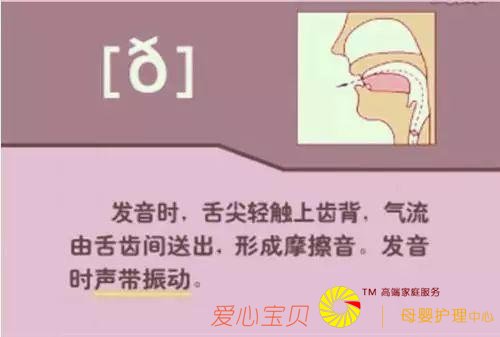 [ð]
发音时，舌尖轻触上齿背，气流
由舌齿间送出，形成摩擦音。发音
时声带振动。
TM 高端家庭服务
爱心宝贝 母婴护理中心